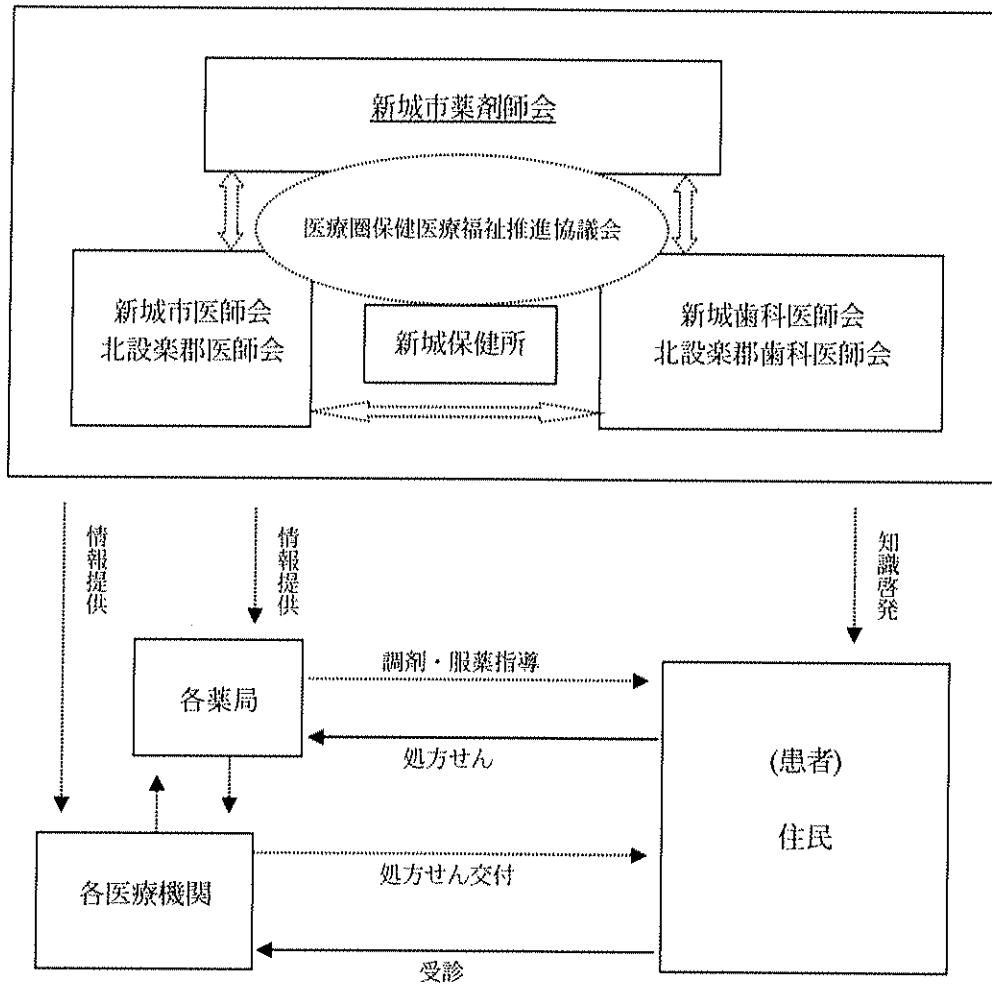 新城市薬剤師会
医療圏保健医療福祉推進協議会
新城市医師会
北設楽郡医師会
新城保健所
新城歯科医師会
北設楽郡歯科医師会
情報提供
情報提供
知識啓発
各薬局
調剤・服薬指導
処方せん
(患者)
住民
各医療機関
処方せん交付
受診